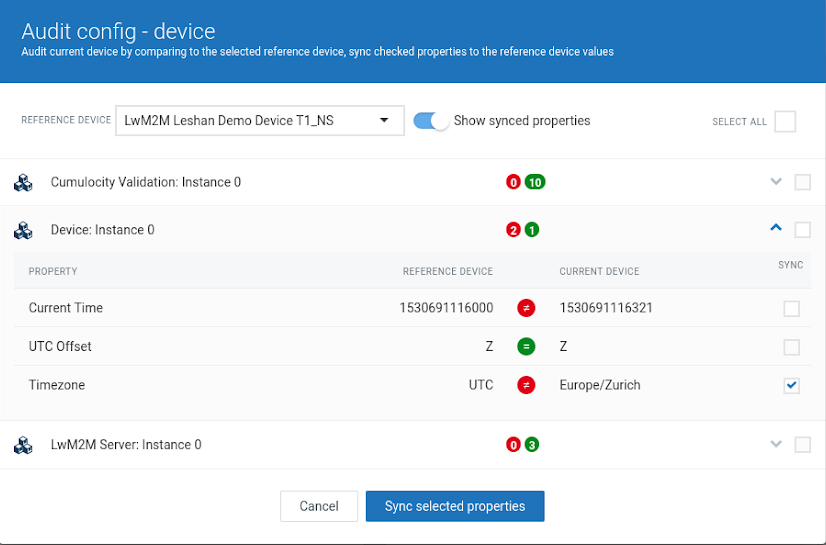 Audit config - device
Audit current device by comparing to the selected reference device, sync checked properties to the reference device values
REFERENCE DEVICE LwM2M Leshan Demo Device T1_NS Show synced properties SELECT ALL
Cumulocity Validation: Instance 0 0 10
Device: Instance 0 2 1
PROPERTY REFERENCE DEVICE CURRENT DEVICE SYNC
Current Time 1530691116000 ≠ 1530691116321
UTC Offset Z = Z
Timezone UTC ≠ Europe/Zurich
LwM2M Server: Instance 0 0 3
Cancel Sync selected properties